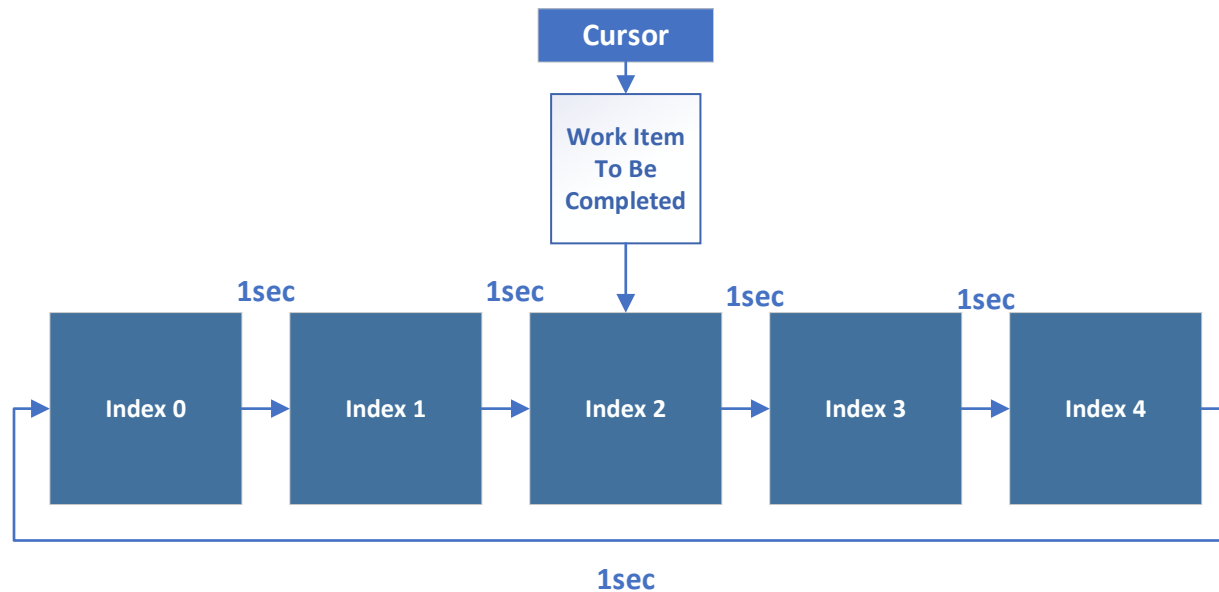 Cursor
Work Item
To Be
Completed
1sec
1sec
1sec
1sec
Index 0
Index 1
Index 2
Index 3
Index 4
1sec